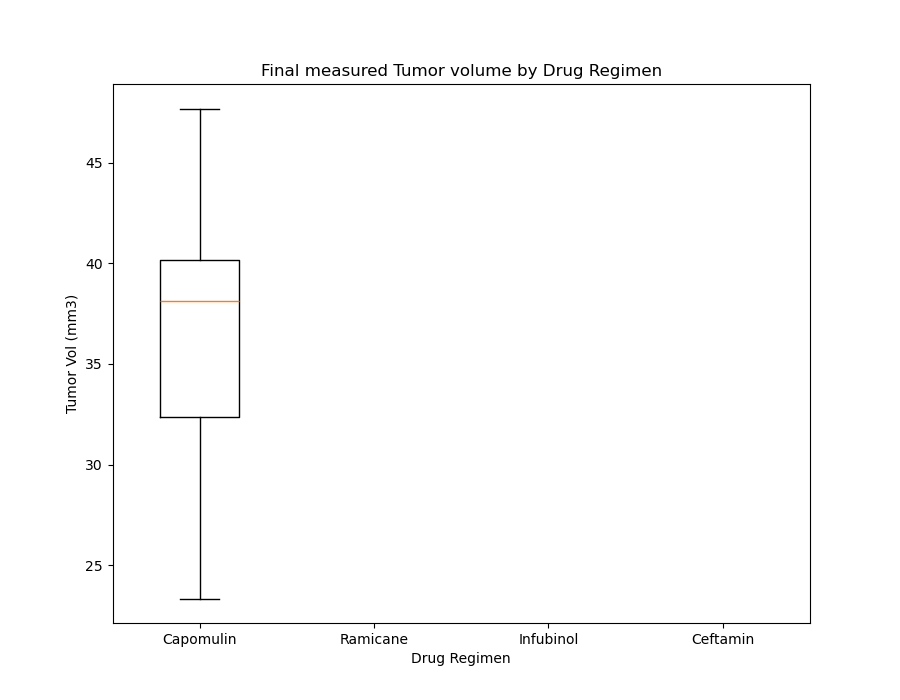 Final measured Tumor volume by Drug Regimen
Tumor Vol (mm3)
45
40
35
30
25
Capomulin Ramicane Infubinol Ceftamin
Drug Regimen